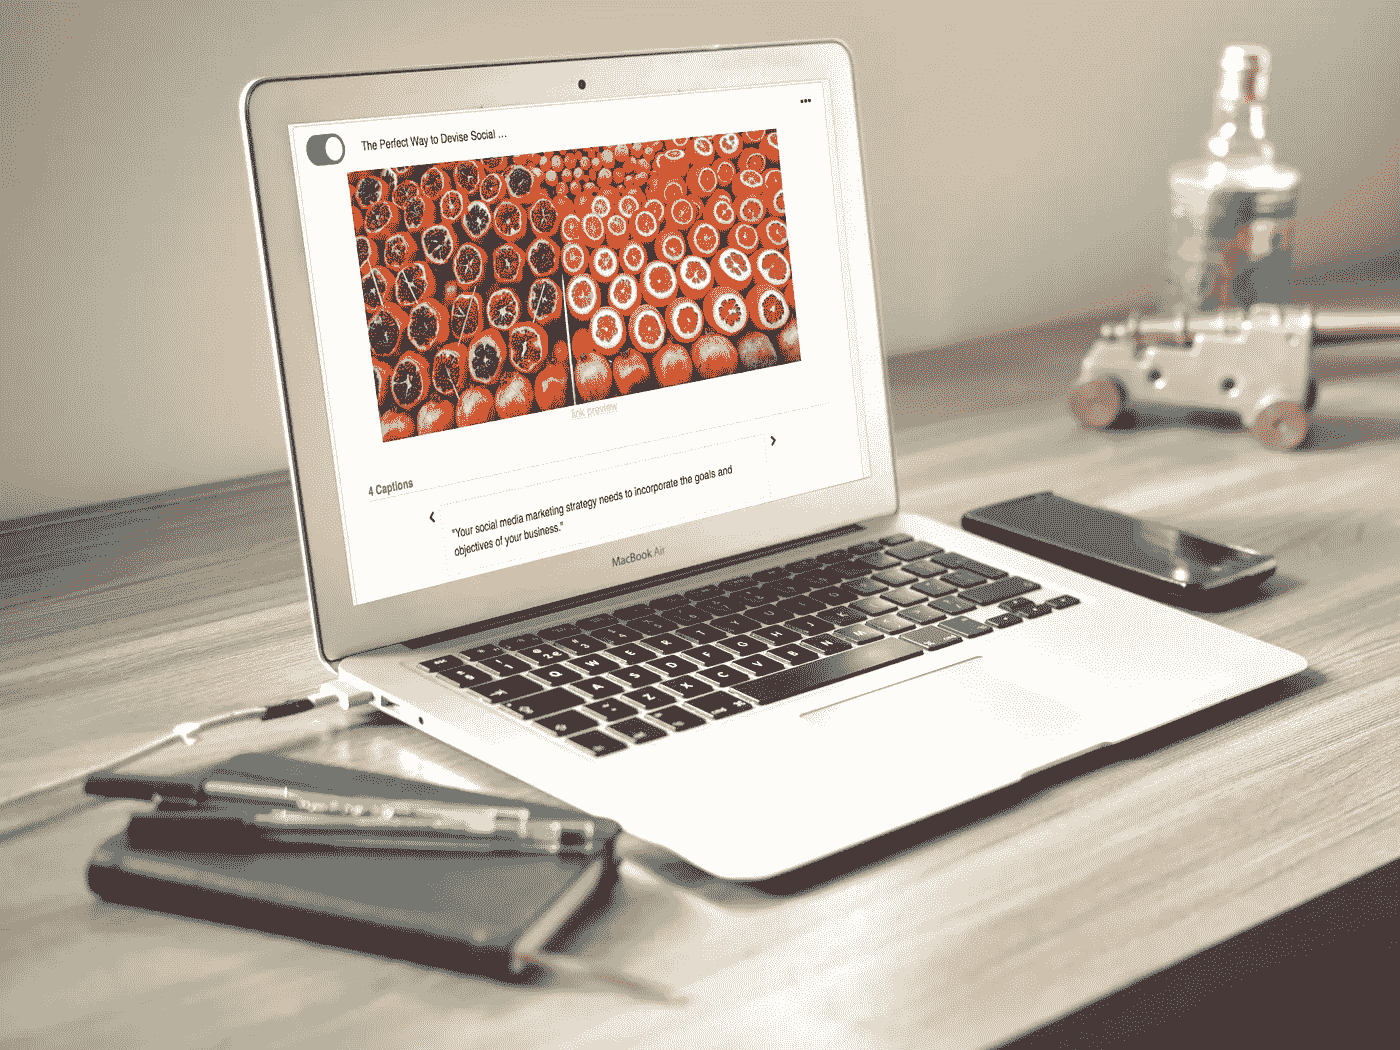 The Perfect Way to Devise Social ...
link preview
4 Captions
"Your social media marketing strategy needs to incorporate the goals and
objectives of your business."
MacBook Air
Q W E R T Y U I O
A S D F G H J K
Z X C V B N